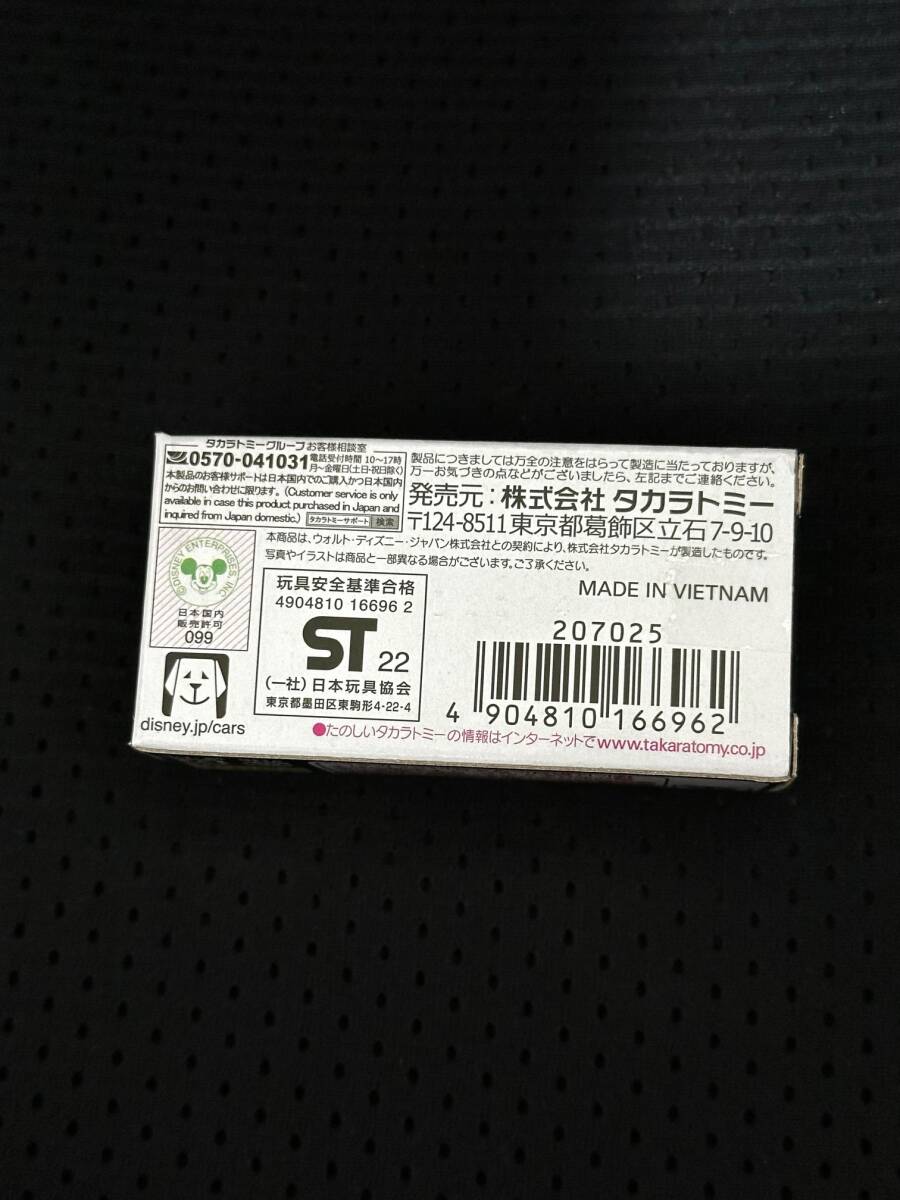 タカラトミーグループお客様相談室
0570-041031 電話受付時間 10〜17時
月〜金曜日(土日・祝日除く)
本製品のお客様サポートは日本国内でのご購入かつ日本国内
からのお問い合わせに限ります。(Customer service is only
available in case this product purchased in Japan and
inquired from Japan domestic.) タカラトミーサポート 検索
製品につきましては万全の注意をはらって製造に当たっておりますが、
万一お気づきの点などがございましたら、左記までご連絡ください。
発売元:株式会社 タカラトミー
〒124-8511東京都葛飾区立石7-9-10
本商品は、ウォルト・ディズニー・ジャパン株式会社との契約により、株式会社タカラトミーが製造したものです。
写真やイラストは商品と一部異なる場合がございます。ご了承ください。
©DISNEY ENTERPRISES, INC.
日本国内
販売許可
099
disney.jp/cars
玩具安全基準合格
4904810 16696 2
ST 22
(一社)日本玩具協会
東京都墨田区東駒形4-22-4
MADE IN VIETNAM
207025
4 904810 166962
●たのしいタカラトミーの情報はインターネットで www.takaratomy.co.jp